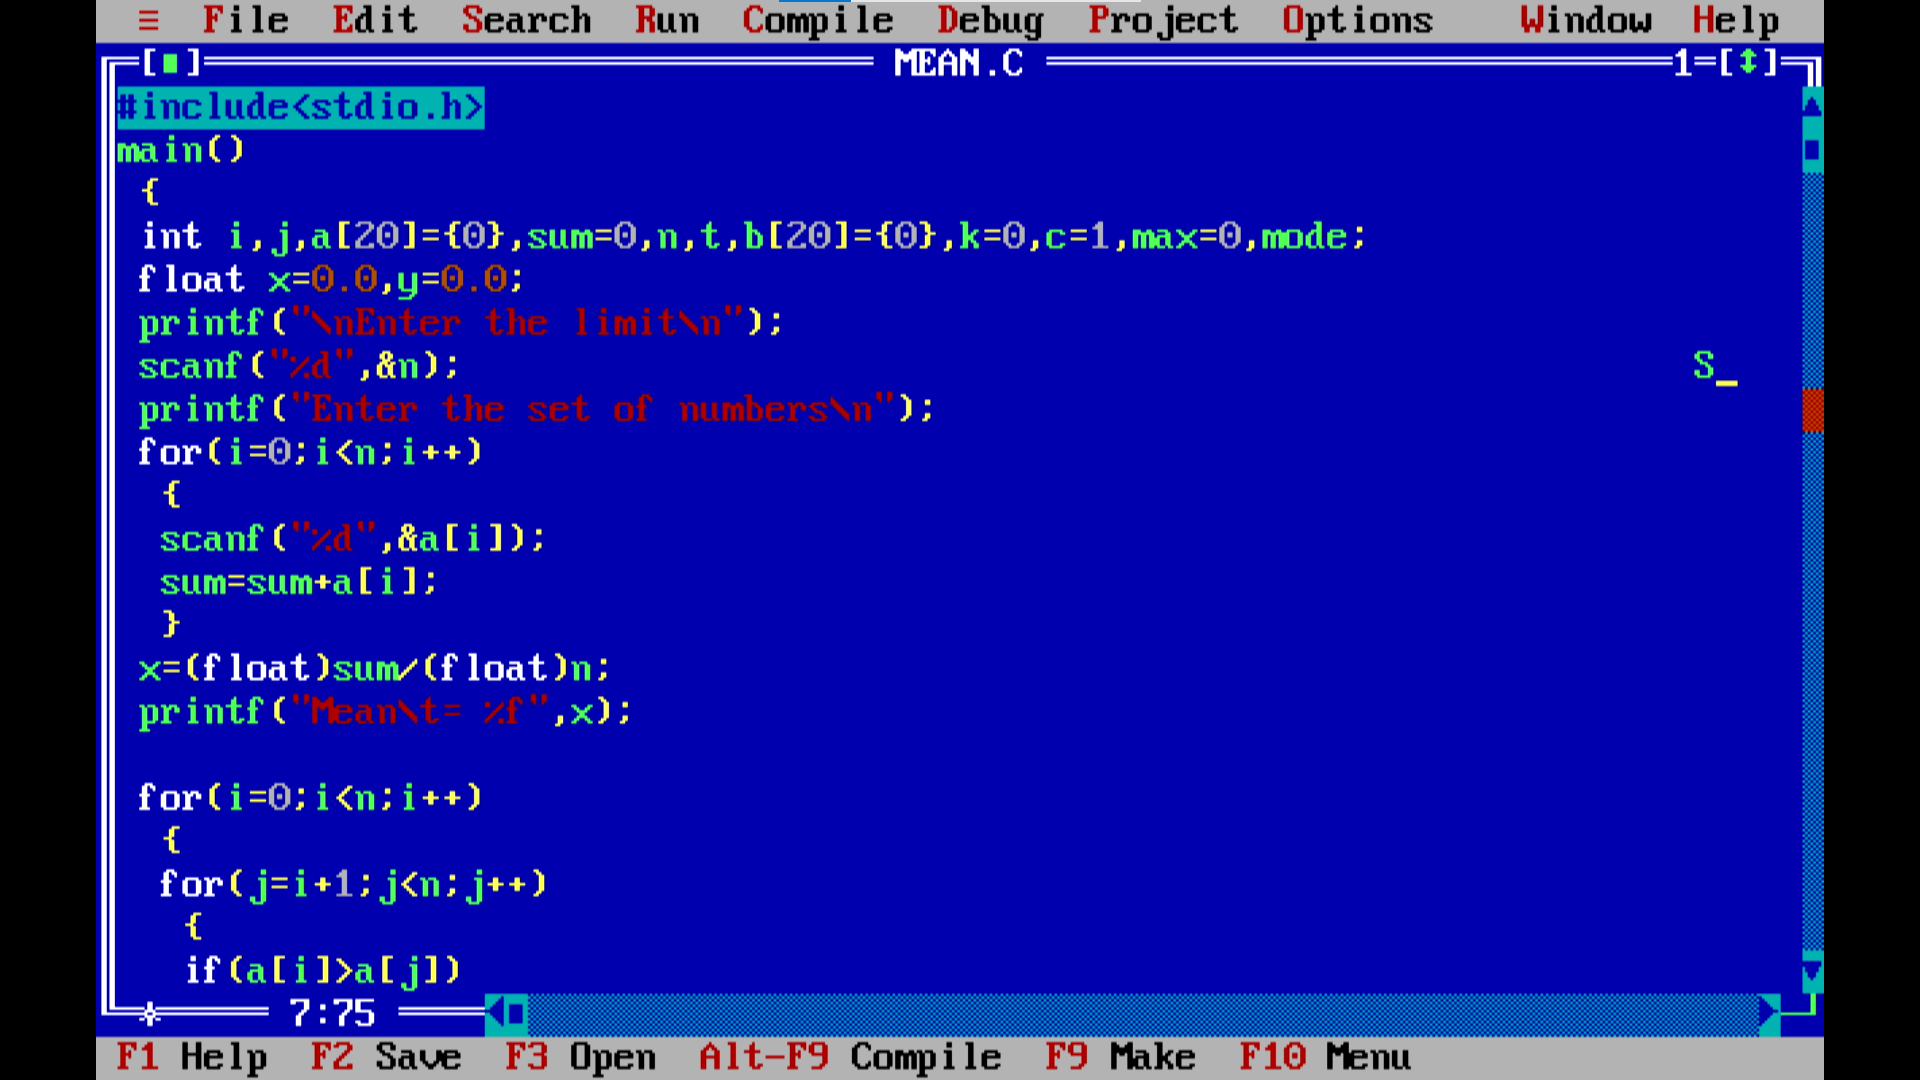 ≡ File Edit Search Run Compile Debug Project Options Window Help
[■] MEAN.C 1=[↕]
#include<stdio.h>
main()
{
int i,j,a[20]={0},sum=0,n,t,b[20]={0},k=0,c=1,max=0,mode;
float x=0.0,y=0.0;
printf("\nEnter the limit\n");
scanf("%d",&n); S_
printf("Enter the set of numbers\n");
for(i=0;i<n;i++)
{
scanf("%d",&a[i]);
sum=sum+a[i];
}
x=(float)sum/(float)n;
printf("Mean\t= %f",x);
for(i=0;i<n;i++)
{
for(j=i+1;j<n;j++)
{
if(a[i]>a[j])
7:75
F1 Help F2 Save F3 Open Alt-F9 Compile F9 Make F10 Menu